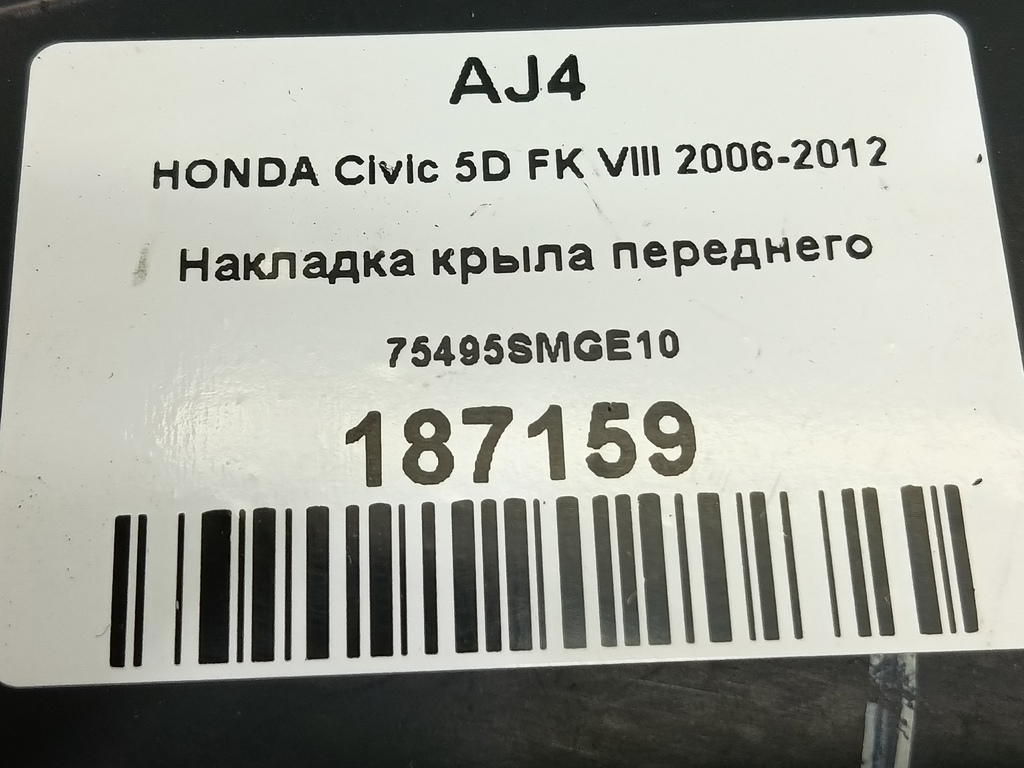 AJ4
HONDA Civic 5D FK VIII 2006-2012
Накладка крыла переднего
75495SMGE10
187159